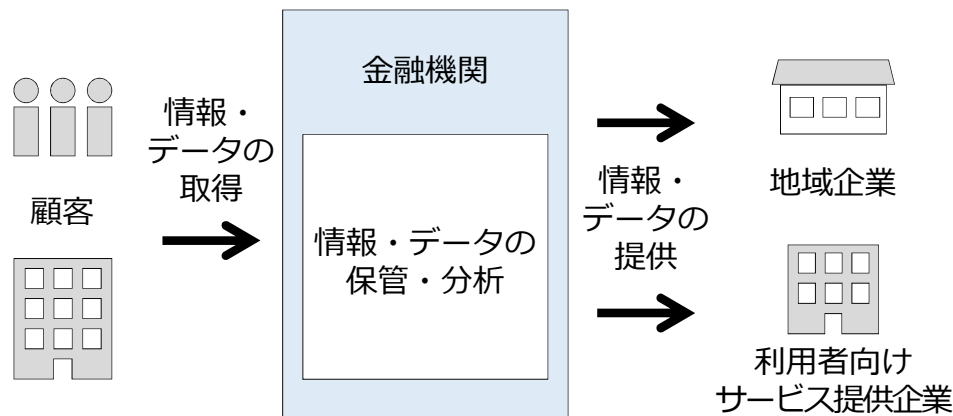 顧客
情報・
データの
取得
金融機関
情報・データの
保管・分析
情報・
データの
提供
地域企業
利用者向け
サービス提供企業